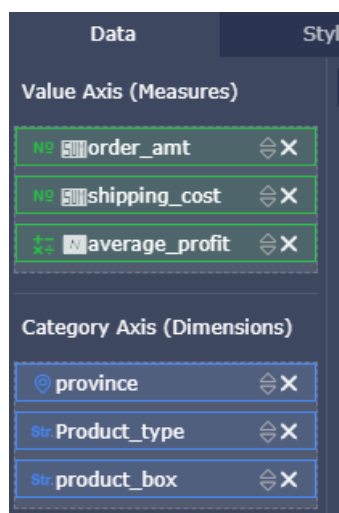 Data Styl
Value Axis (Measures)
Nº SUM order_amt
Nº SUM shipping_cost
N average_profit
Category Axis (Dimensions)
province
Str. Product_type
Str. product_box